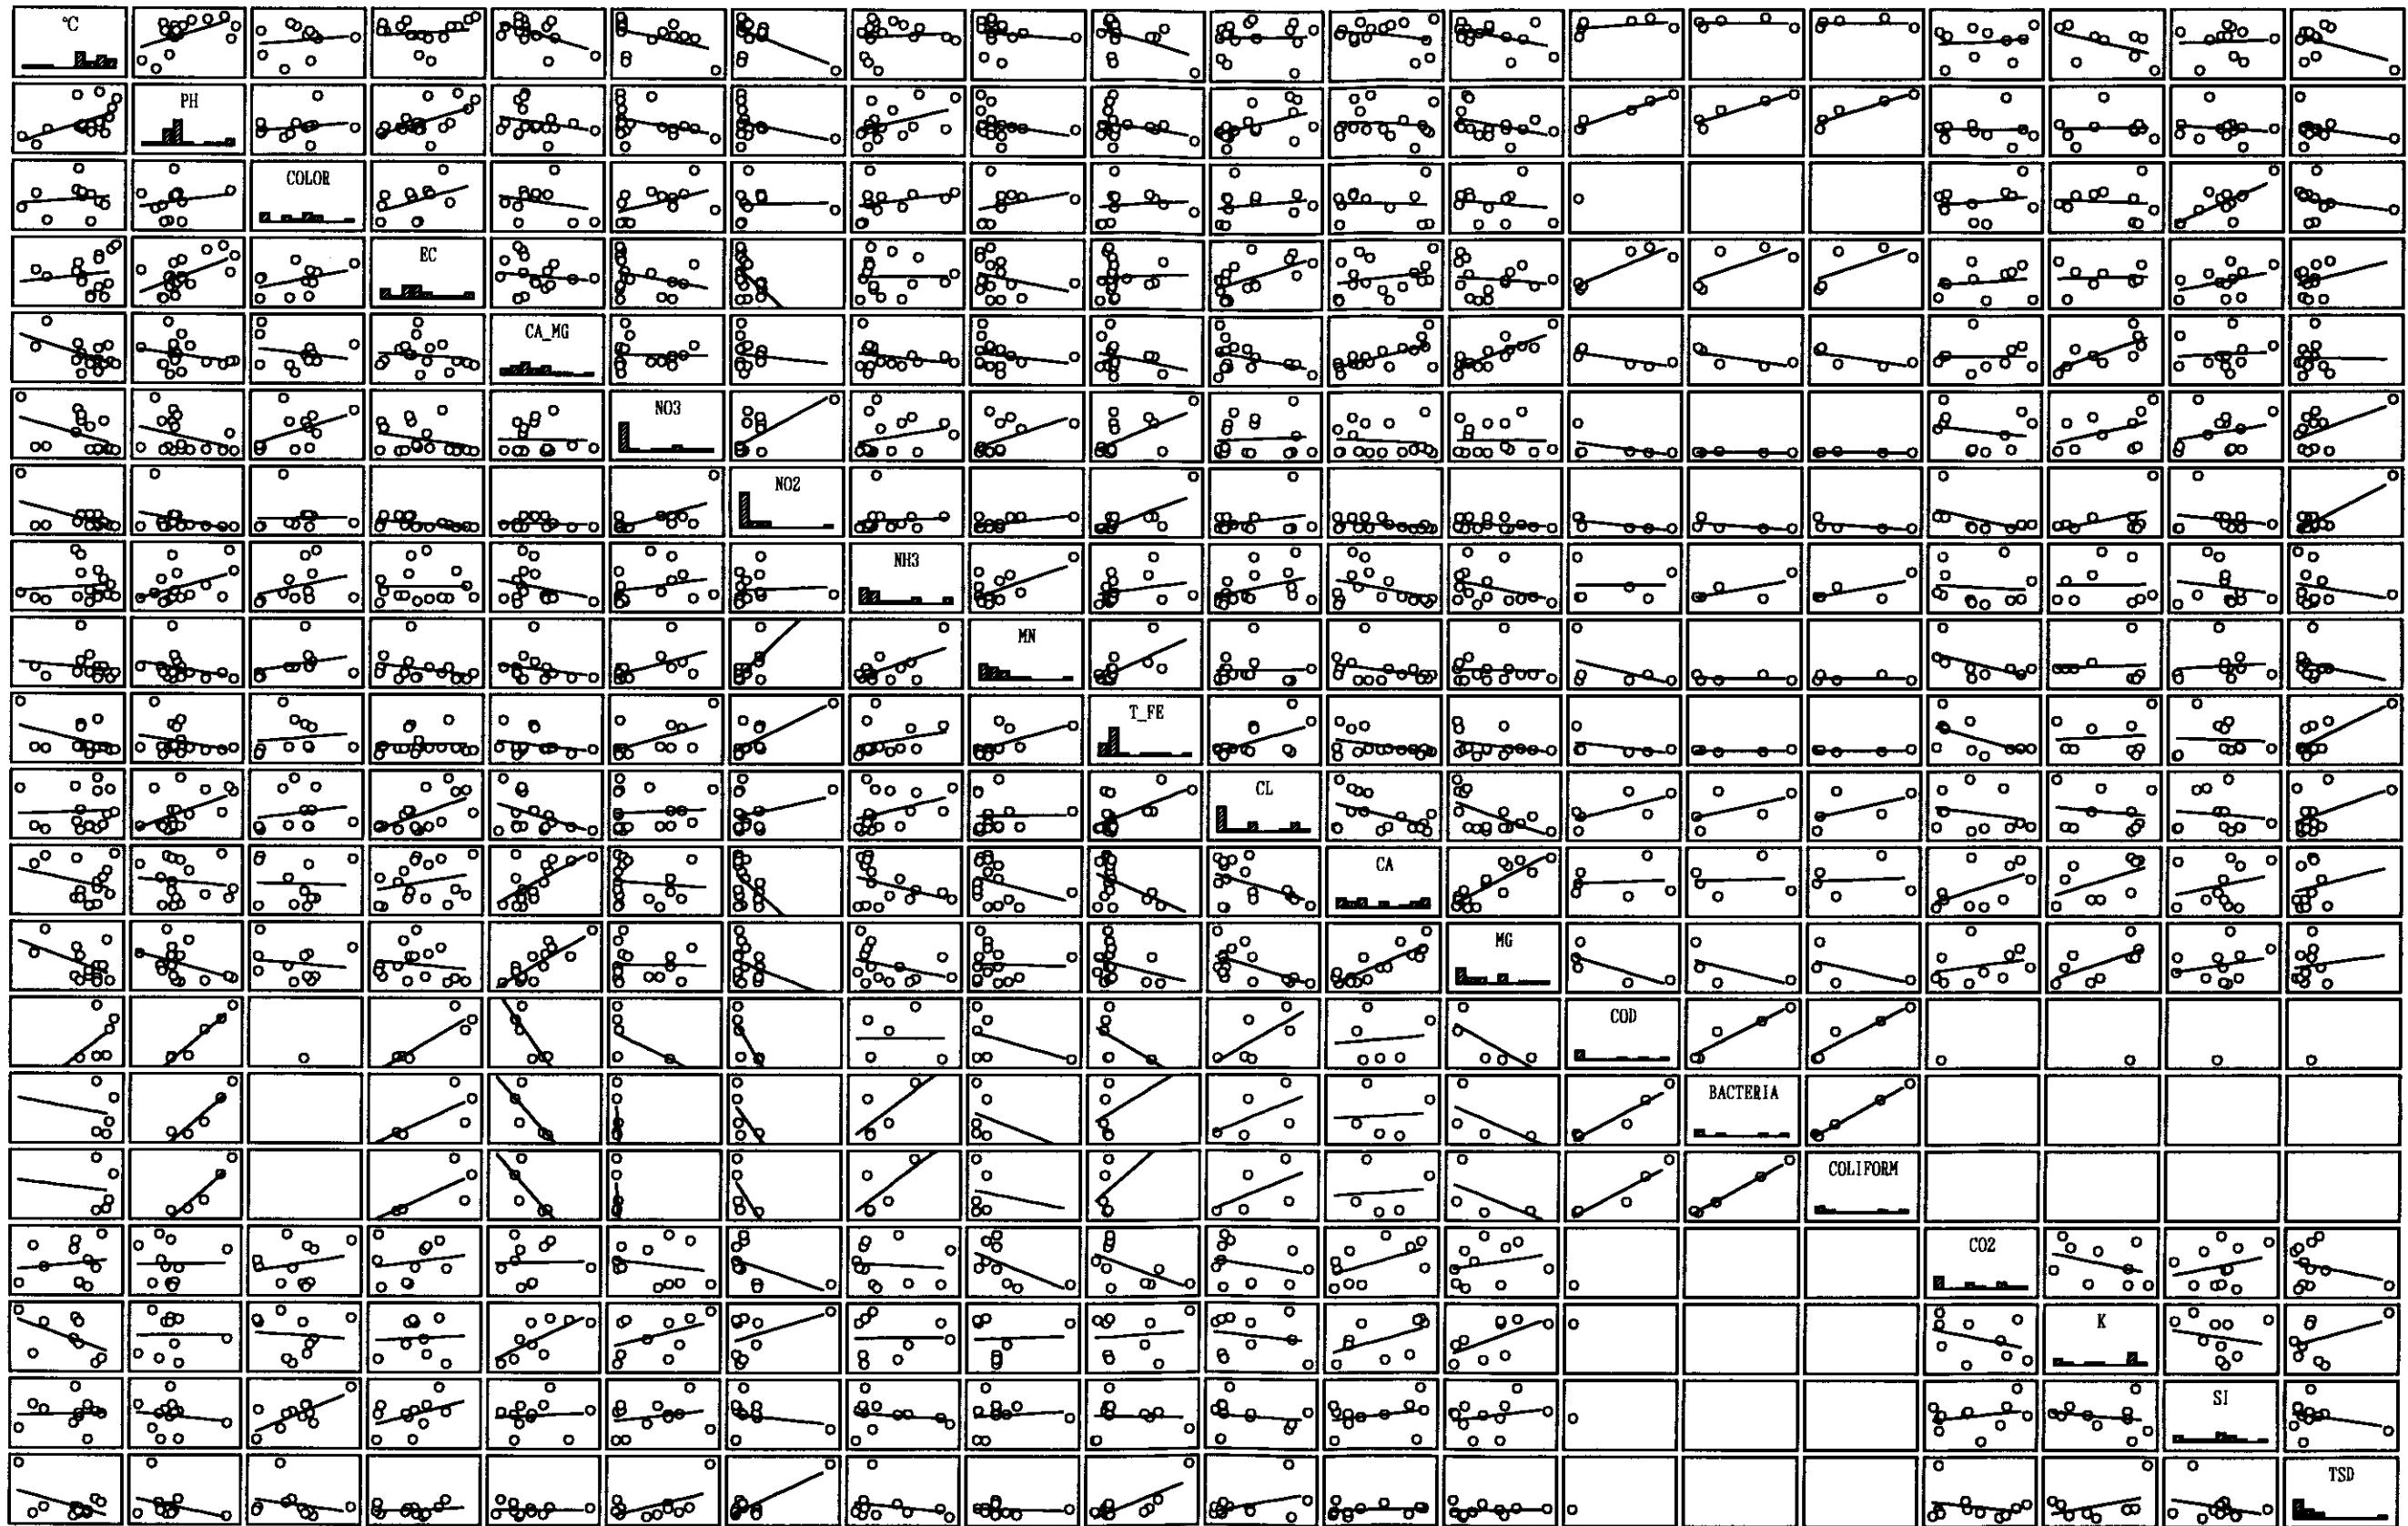 ℃
PH
COLOR
EC
CA_MG
NO3
NO2
NH3
MN
T_FE
CL
CA
MG
COD
BACTERIA
COLIFORM
CO2
K
SI
TSD